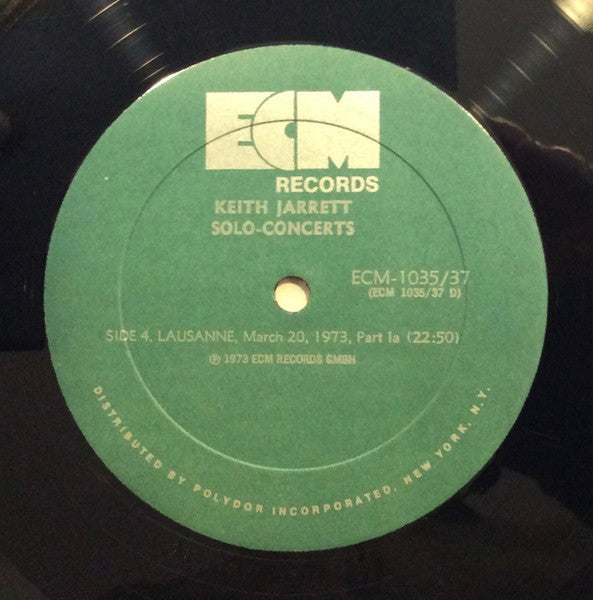 ECM
RECORDS
KEITH JARRETT
SOLO-CONCERTS
ECM-1035/37
(ECM 1035/37 D)
SIDE 4. LAUSANNE, March 20, 1973, Part Ia (22:50)
℗ 1973 ECM RECORDS GMBH
DISTRIBUTED BY POLYDOR INCORPORATED, NEW YORK, N.Y.